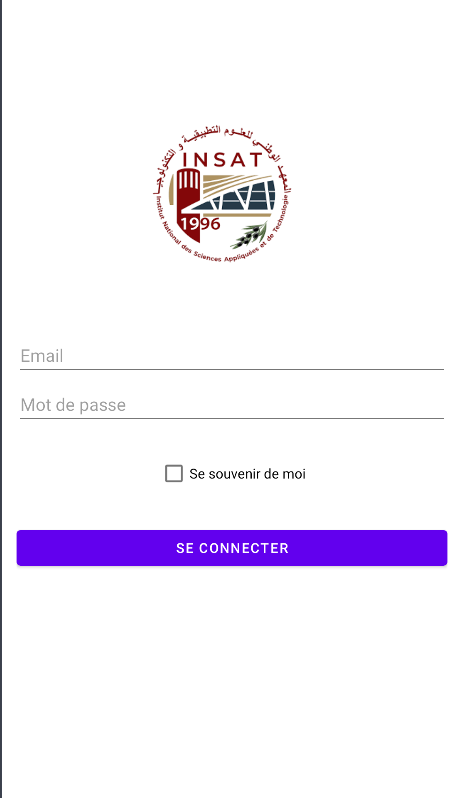 المعهد الوطني للعلوم التطبيقية و التكنولوجيا
INSAT
1996
Institut National des Sciences Appliquées et de Technologie
Email
Mot de passe
Se souvenir de moi
SE CONNECTER